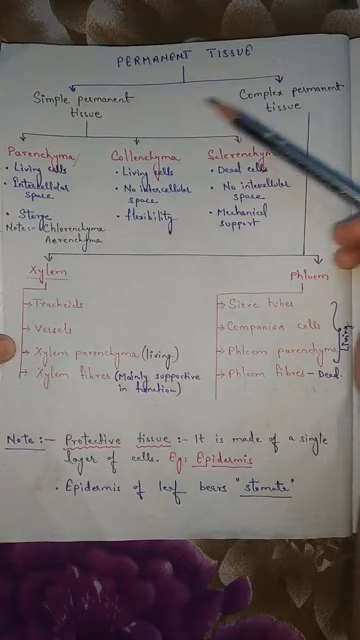 PERMANENT TISSUE
Simple permanent tissue
Complex permanent tissue
Parenchyma
• Living cells
• Intercellular space
• Storge
Note:- Chlorenchyma
Aerenchyma
Collenchyma
• Living cells
• No intercellular space
• flexibility
Sclerenchyma
• Dead cells
• No intercellular space
• Mechanical support
Xylem
Tracheids
Vessels
Xylem parenchyma (living)
Xylem fibres (Mainly supportive in function)
Phloem
Sieve tubes
Companion cells
Phloem parenchyma
Phloem fibres - Dead.
Living
Note :- Protective tissue :- It is made of a single
layer of cells. Eg: Epidermis
• Epidermis of leaf bears "stomata"